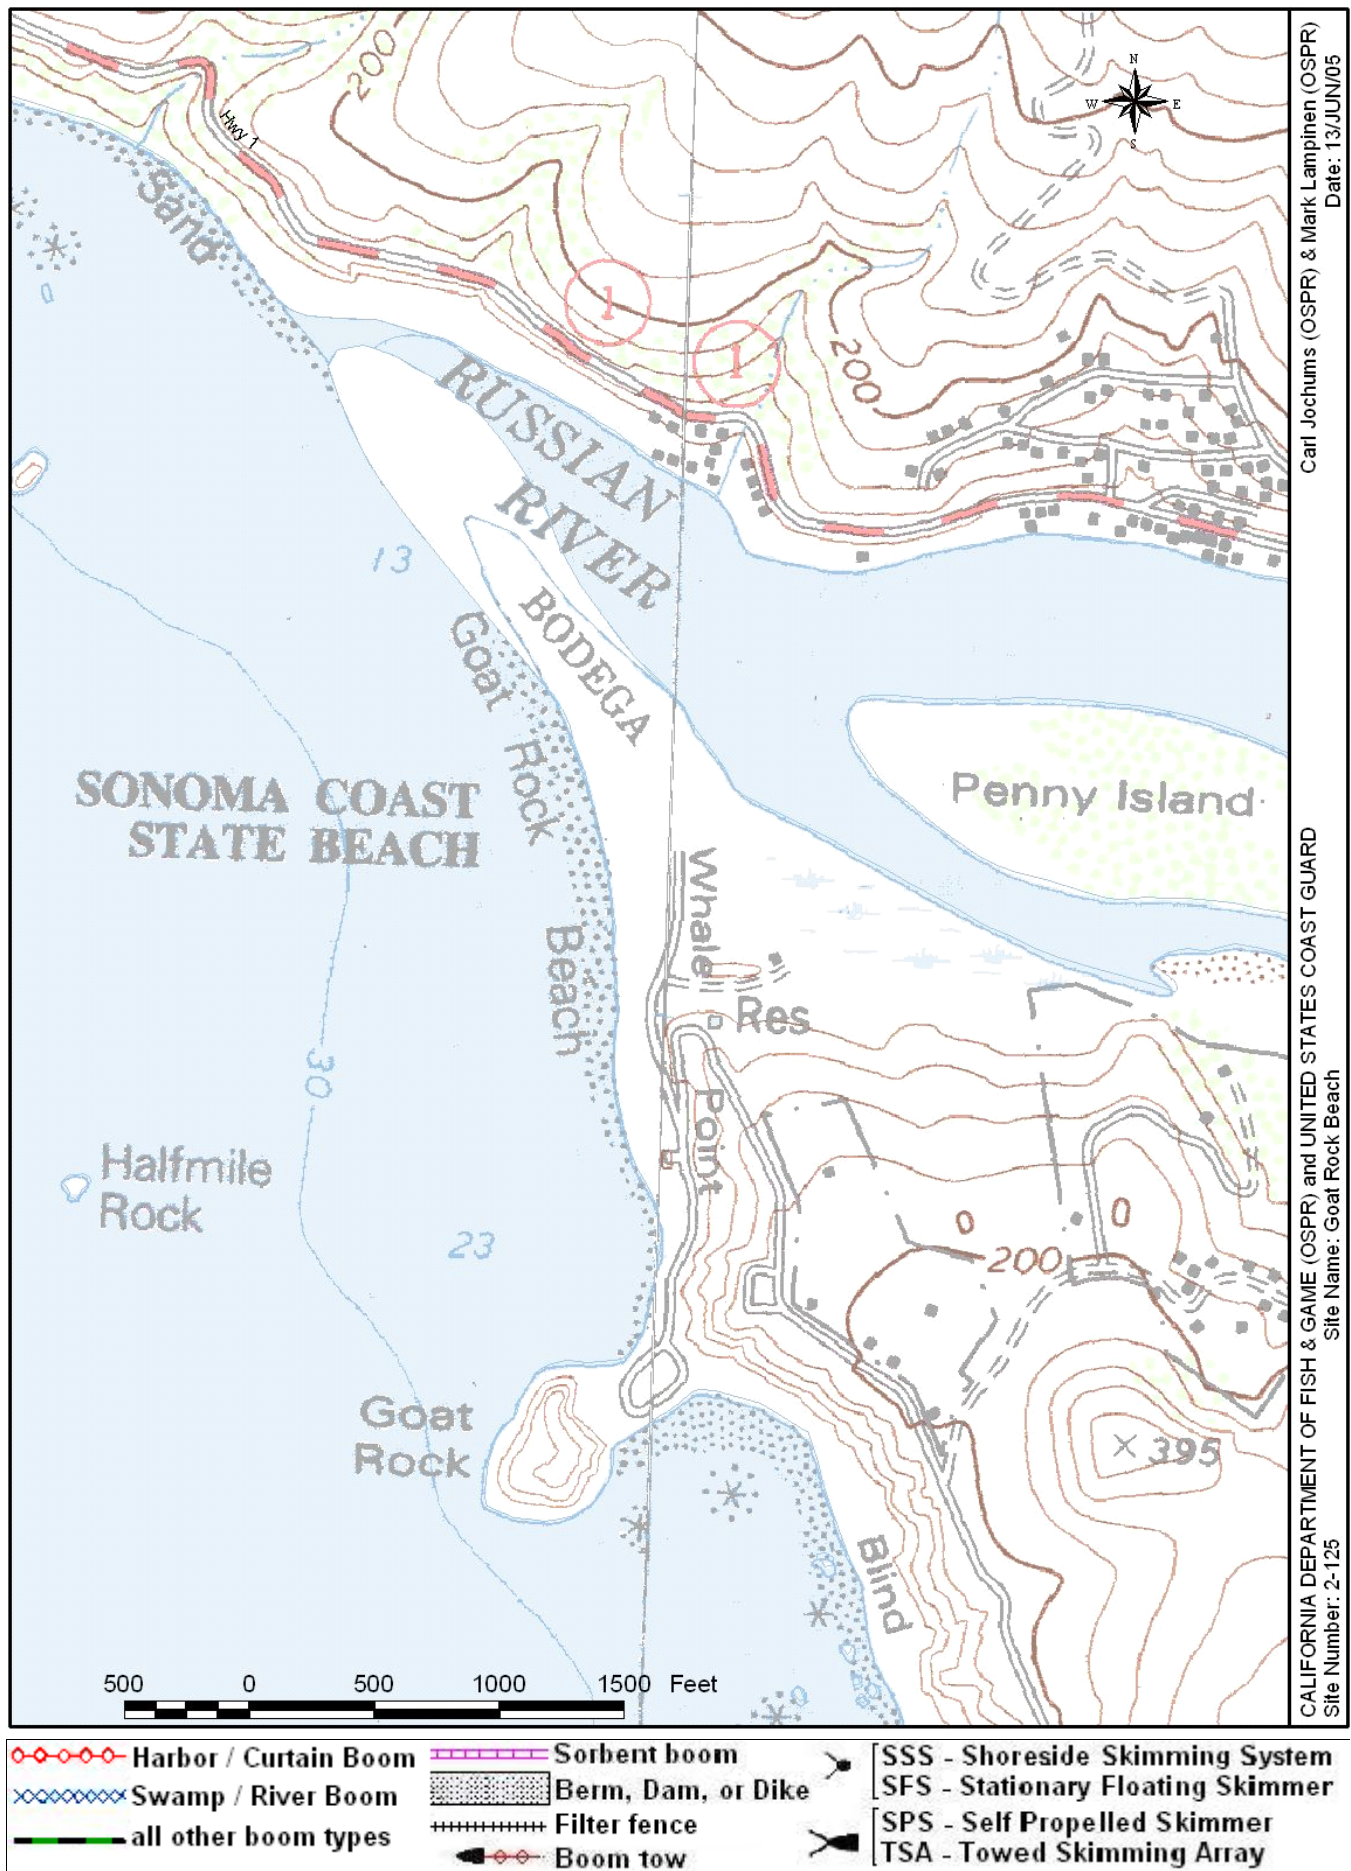 200
N
W E
S
Hwy 1
Sand
1
1
200
RUSSIAN
RIVER
13
BODEGA
Goat
Rock
Beach
SONOMA COAST
STATE BEACH
Penny Island
Whale
Res
30
Point
Halfmile
Rock
23
0
0
200
Goat
Rock
395
Blind
500 0 500 1000 1500 Feet
Carl Jochums (OSPR) & Mark Lampinen (OSPR)
Date: 13/JUN/05
CALIFORNIA DEPARTMENT OF FISH & GAME (OSPR) and UNITED STATES COAST GUARD
Site Number: 2-125 Site Name: Goat Rock Beach
Harbor / Curtain Boom
Swamp / River Boom
all other boom types
Sorbent boom
Berm, Dam, or Dike
Filter fence
Boom tow
SSS - Shoreside Skimming System
SFS - Stationary Floating Skimmer
SPS - Self Propelled Skimmer
TSA - Towed Skimming Array